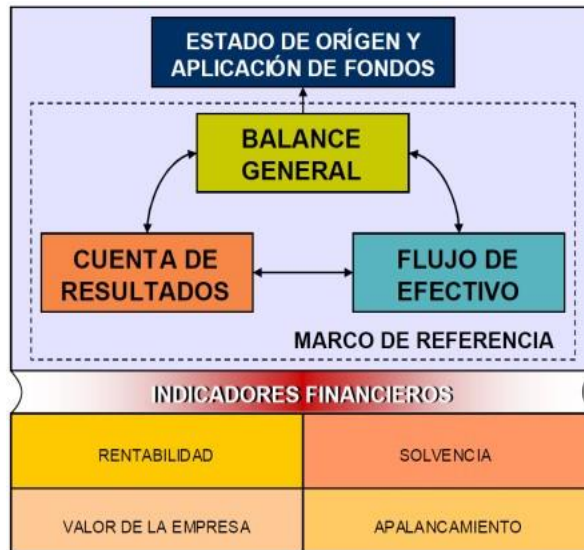 ESTADO DE ORÍGEN Y
APLICACIÓN DE FONDOS
BALANCE
GENERAL
CUENTA DE
RESULTADOS
FLUJO DE
EFECTIVO
MARCO DE REFERENCIA
INDICADORES FINANCIEROS
RENTABILIDAD
SOLVENCIA
VALOR DE LA EMPRESA
APALANCAMIENTO